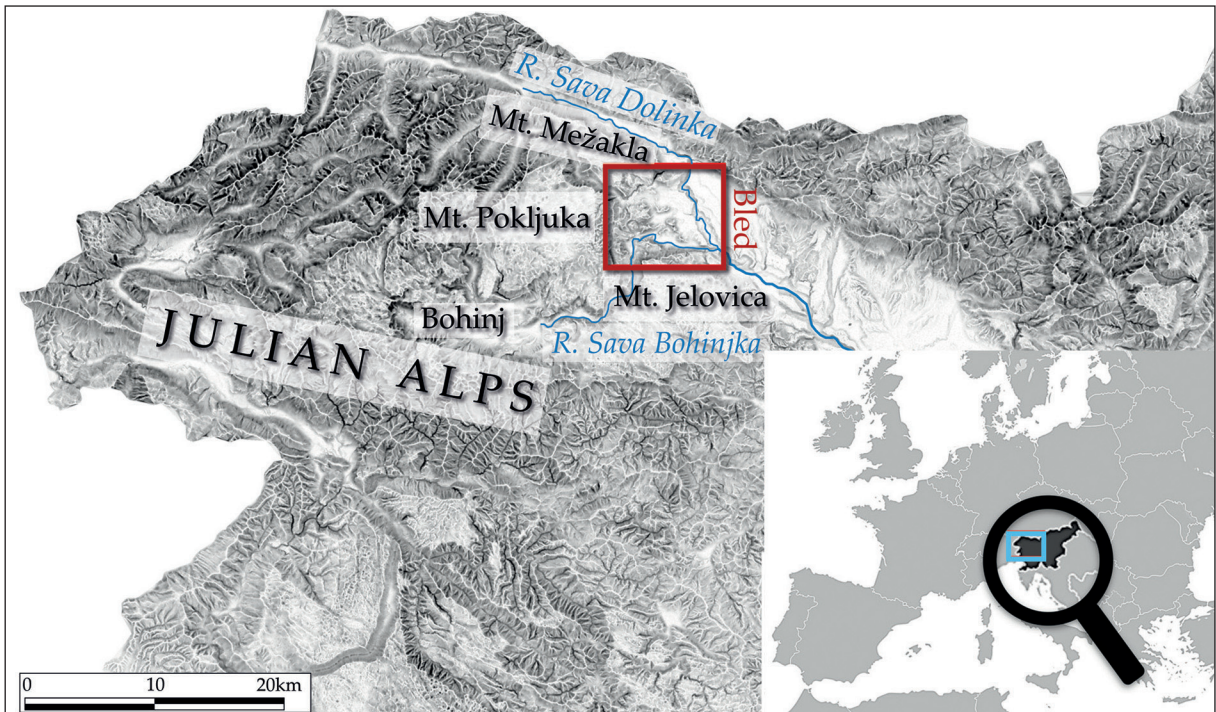 R. Sava Dolinka
Mt. Mežakla
Bled
Mt. Pokljuka
Mt. Jelovica
Bohinj
R. Sava Bohinjka
JULIAN ALPS
0 10 20km